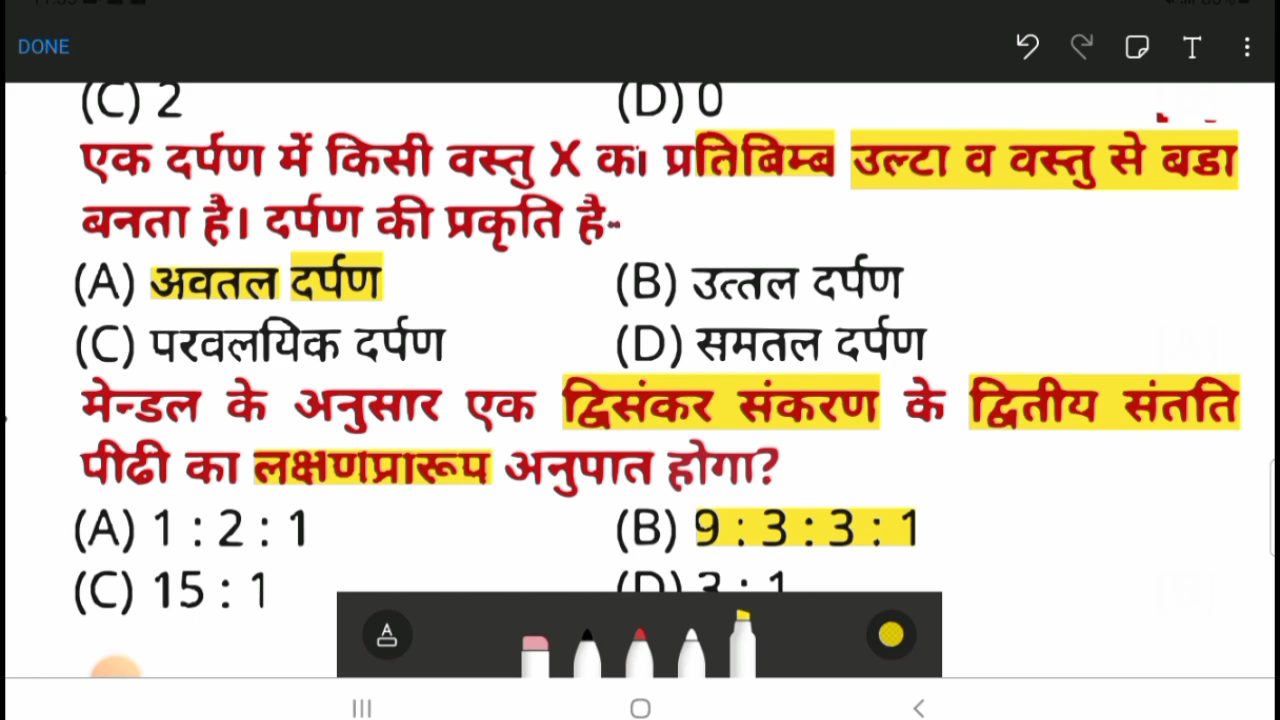 DONE
T
(C) 2 (D) 0
एक दर्पण में किसी वस्तु X का प्रतिबिम्ब उल्टा व वस्तु से बडा
बनता है। दर्पण की प्रकृति है-
(A) अवतल दर्पण (B) उत्तल दर्पण
(C) परवलयिक दर्पण (D) समतल दर्पण
मेन्डल के अनुसार एक द्विसंकर संकरण के द्वितीय संतति
पीढी का लक्षणप्रारूप अनुपात होगा?
(A) 1 : 2 : 1 (B) 9 : 3 : 3 : 1
(C) 15 : 1 (D) 3 : 1
A